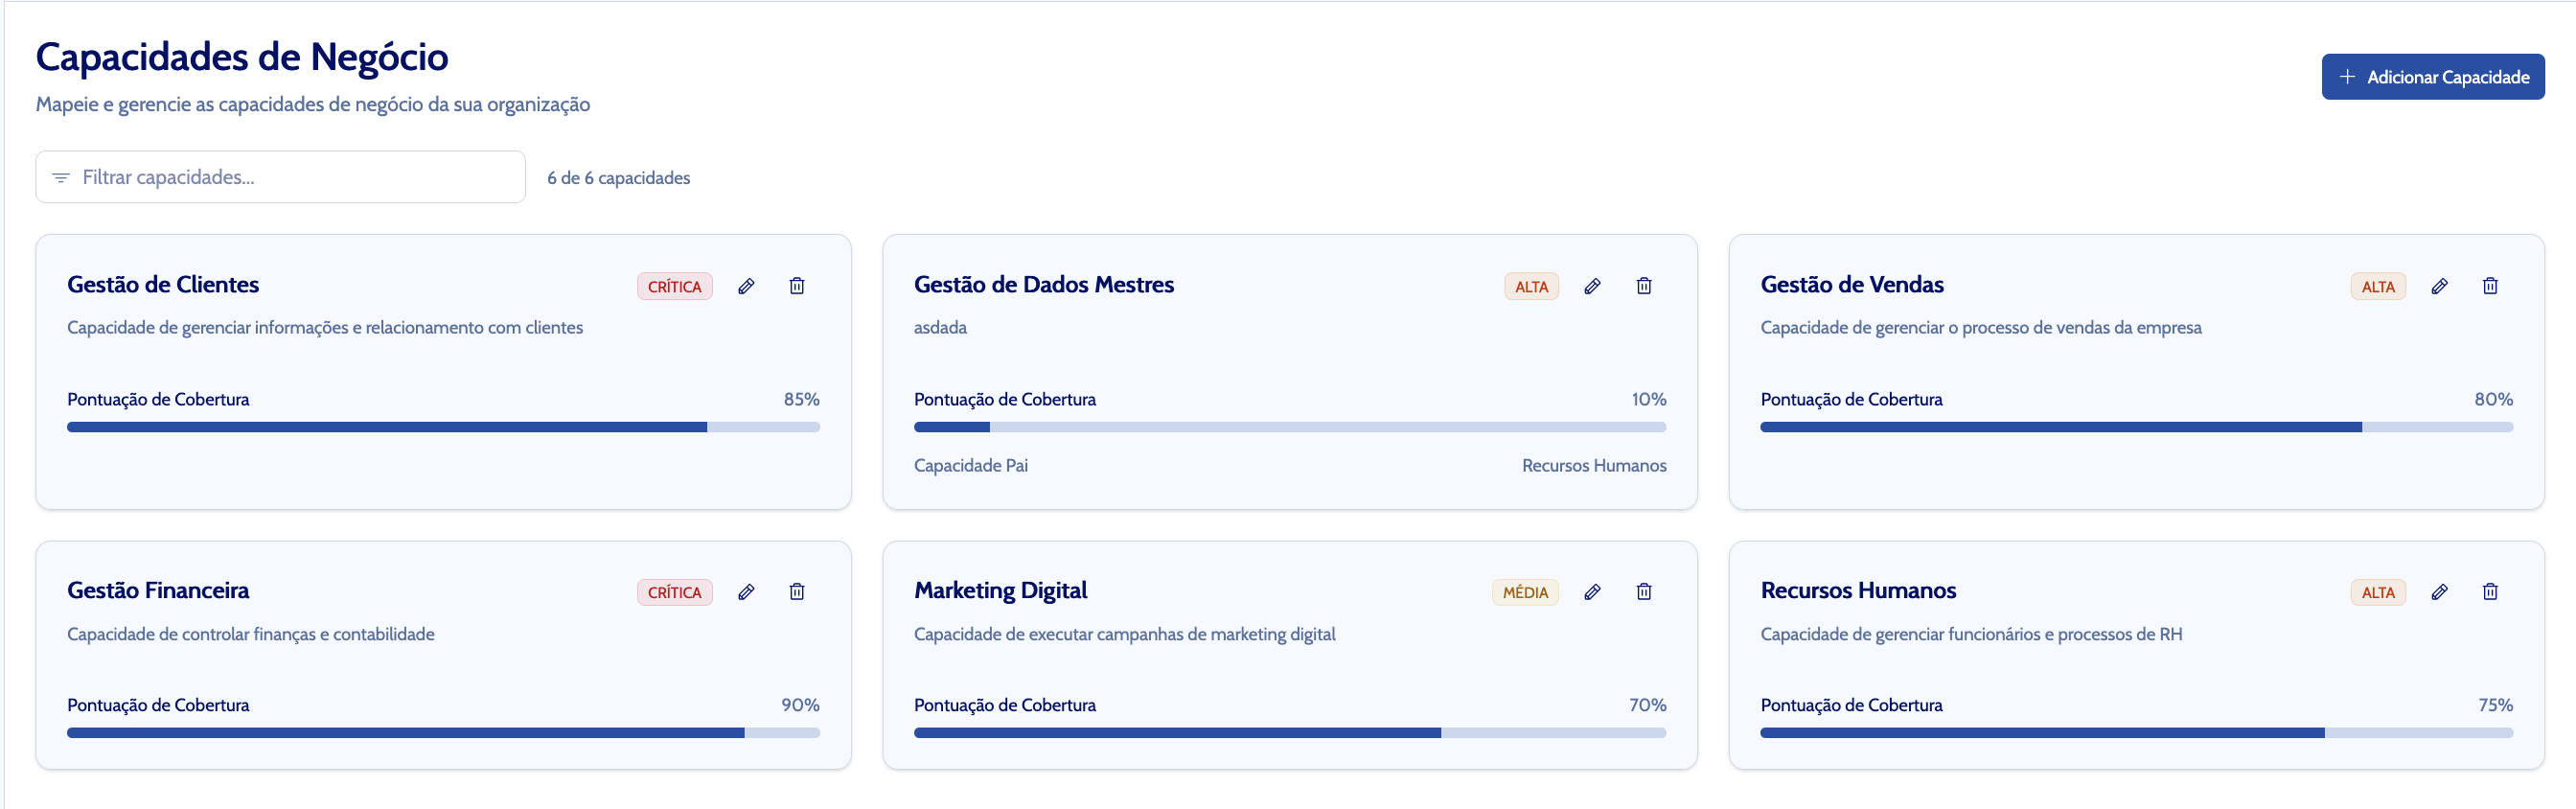 Capacidades de Negócio
Mapeie e gerencie as capacidades de negócio da sua organização
Adicionar Capacidade
Filtrar capacidades...
6 de 6 capacidades
Gestão de Clientes
CRÍTICA
Capacidade de gerenciar informações e relacionamento com clientes
Pontuação de Cobertura
85%
Gestão de Dados Mestres
ALTA
asdada
Pontuação de Cobertura
10%
Capacidade Pai
Recursos Humanos
Gestão de Vendas
ALTA
Capacidade de gerenciar o processo de vendas da empresa
Pontuação de Cobertura
80%
Gestão Financeira
CRÍTICA
Capacidade de controlar finanças e contabilidade
Pontuação de Cobertura
90%
Marketing Digital
MÉDIA
Capacidade de executar campanhas de marketing digital
Pontuação de Cobertura
70%
Recursos Humanos
ALTA
Capacidade de gerenciar funcionários e processos de RH
Pontuação de Cobertura
75%